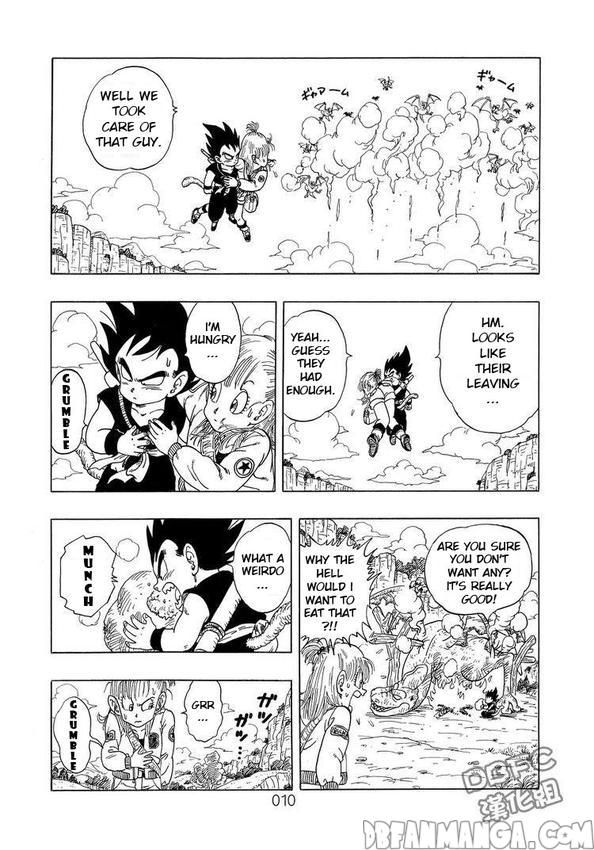 WELL WE
TOOK
CARE OF
THAT GUY.
ギャアーム
ギャーム
HM.
LOOKS
LIKE
THEIR
LEAVING
...
YEAH...
GUESS
THEY
HAD
ENOUGH.
I'M
HUNGRY
...
GRUMBLE
ARE YOU SURE
YOU DON'T
WANT ANY?
IT'S REALLY
GOOD!
WHY THE
HELL
WOULD I
WANT TO
EAT THAT
?!!
WHAT A
WEIRDO
...
MUNCH
GRR
...
ガッ...
ガッ...
GRUMBLE
010
DBFC
漢化組
DBFANMANGA.COM